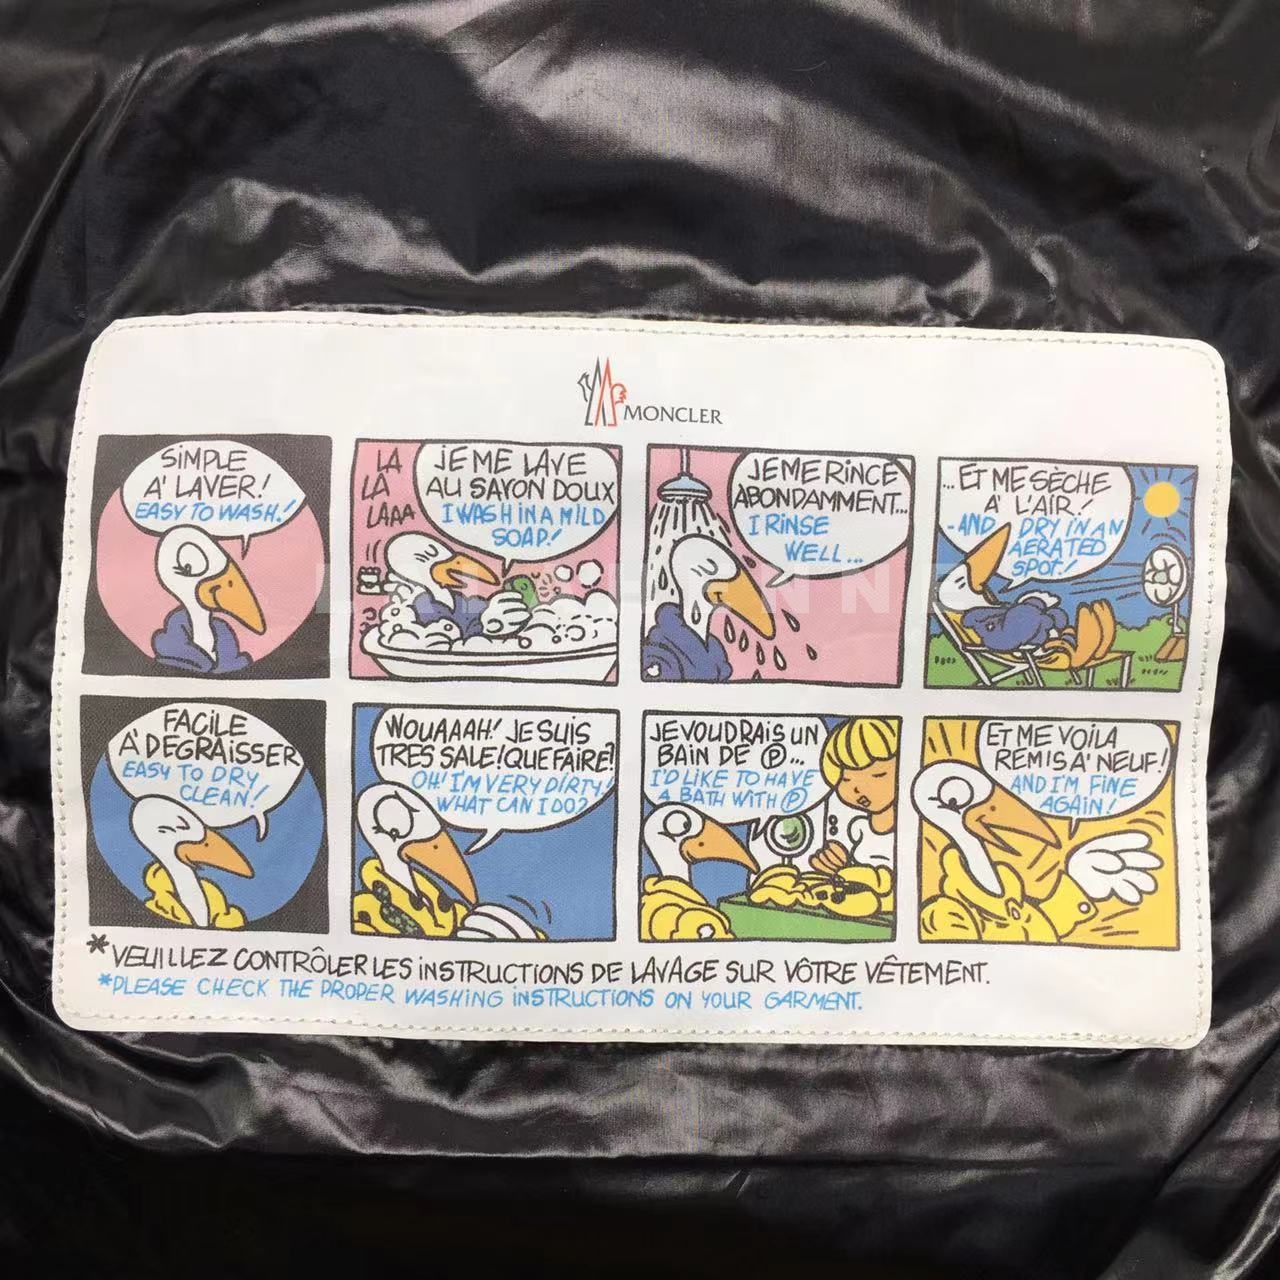 MONCLER
SIMPLE
A' LAVER!
EASY TO WASH!
LA
LA
LAAA
JE ME LAVE
AU SAVON DOUX
I WASH IN A MILD
SOAP!
JE ME RINCE
ABONDAMMENT...
I RINSE
WELL...
...ET ME SÈCHE
A' L'AIR!
-AND DRY IN AN
AERATED
SPOT!
FACILE
A' DEGRAISSER
EASY TO DRY
CLEAN!
WOUAAAH! JE SUIS
TRES SALE! QUE FAIRE?
OH! I'M VERY DIRTY!
WHAT CAN I DO?
JE VOUDRAIS UN
BAIN DE Ⓟ...
I'D LIKE TO HAVE
A BATH WITH Ⓟ
ET ME VOILA
REMIS A' NEUF!
AND I'M FINE
AGAIN!
*VEUILLEZ CONTRÔLER LES INSTRUCTIONS DE LAVAGE SUR VÔTRE VÊTEMENT.
*PLEASE CHECK THE PROPER WASHING INSTRUCTIONS ON YOUR GARMENT.